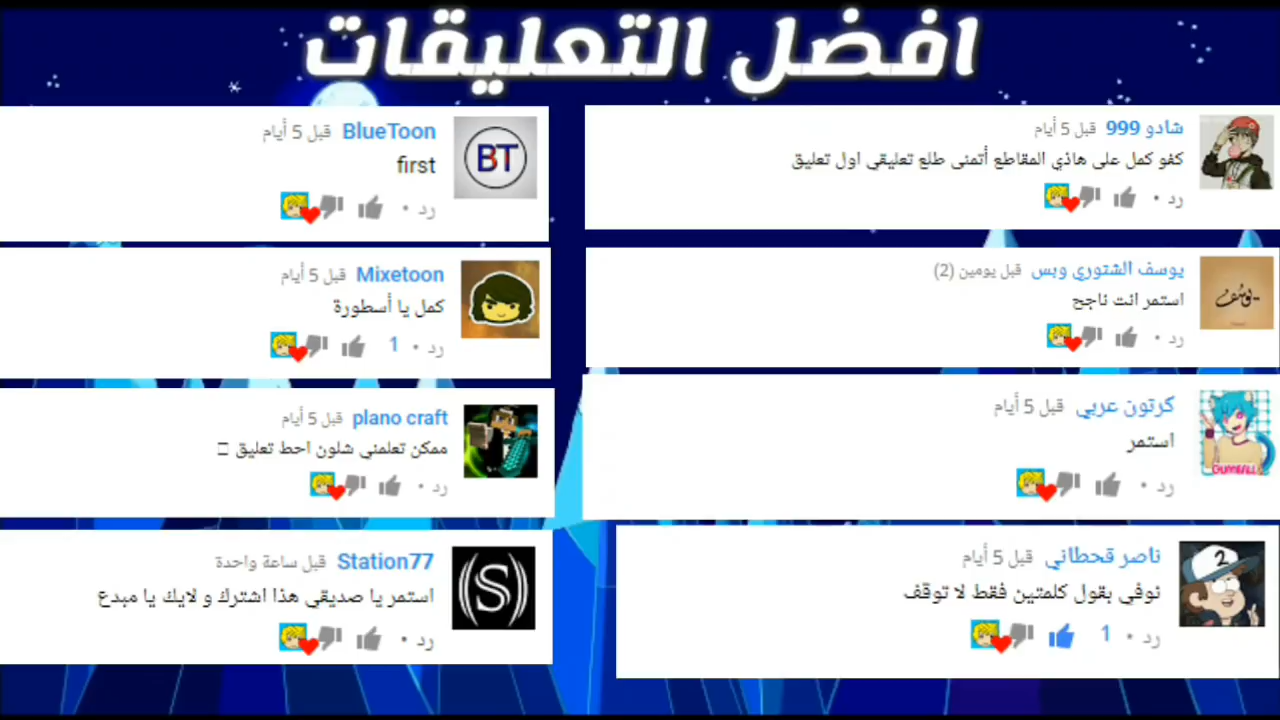 افضل التعليقات
شادو 999 قبل 5 أيام
كفو كمل على هاذي المقاطع أتمنى طلع تعليقي اول تعليق
رد •
يوسف الشتوري وبس قبل يومين (2)
استمر انت ناجح
رد •
يوسف
كرتون عربي قبل 5 أيام
استمر
رد •
GUMBALL
ناصر قحطاني قبل 5 أيام
نوفي بقول كلمتين فقط لا توقف
رد • 1
2
BlueToon قبل 5 أيام
first
رد •
BT
Mixetoon قبل 5 أيام
كمل يا أسطورة
رد • 1
plano craft قبل 5 أيام
ممكن تعلمني شلون احط تعليق
رد •
Station77 قبل ساعة واحدة
استمر يا صديقي هذا اشترك و لايك يا مبدع
رد •
(S)